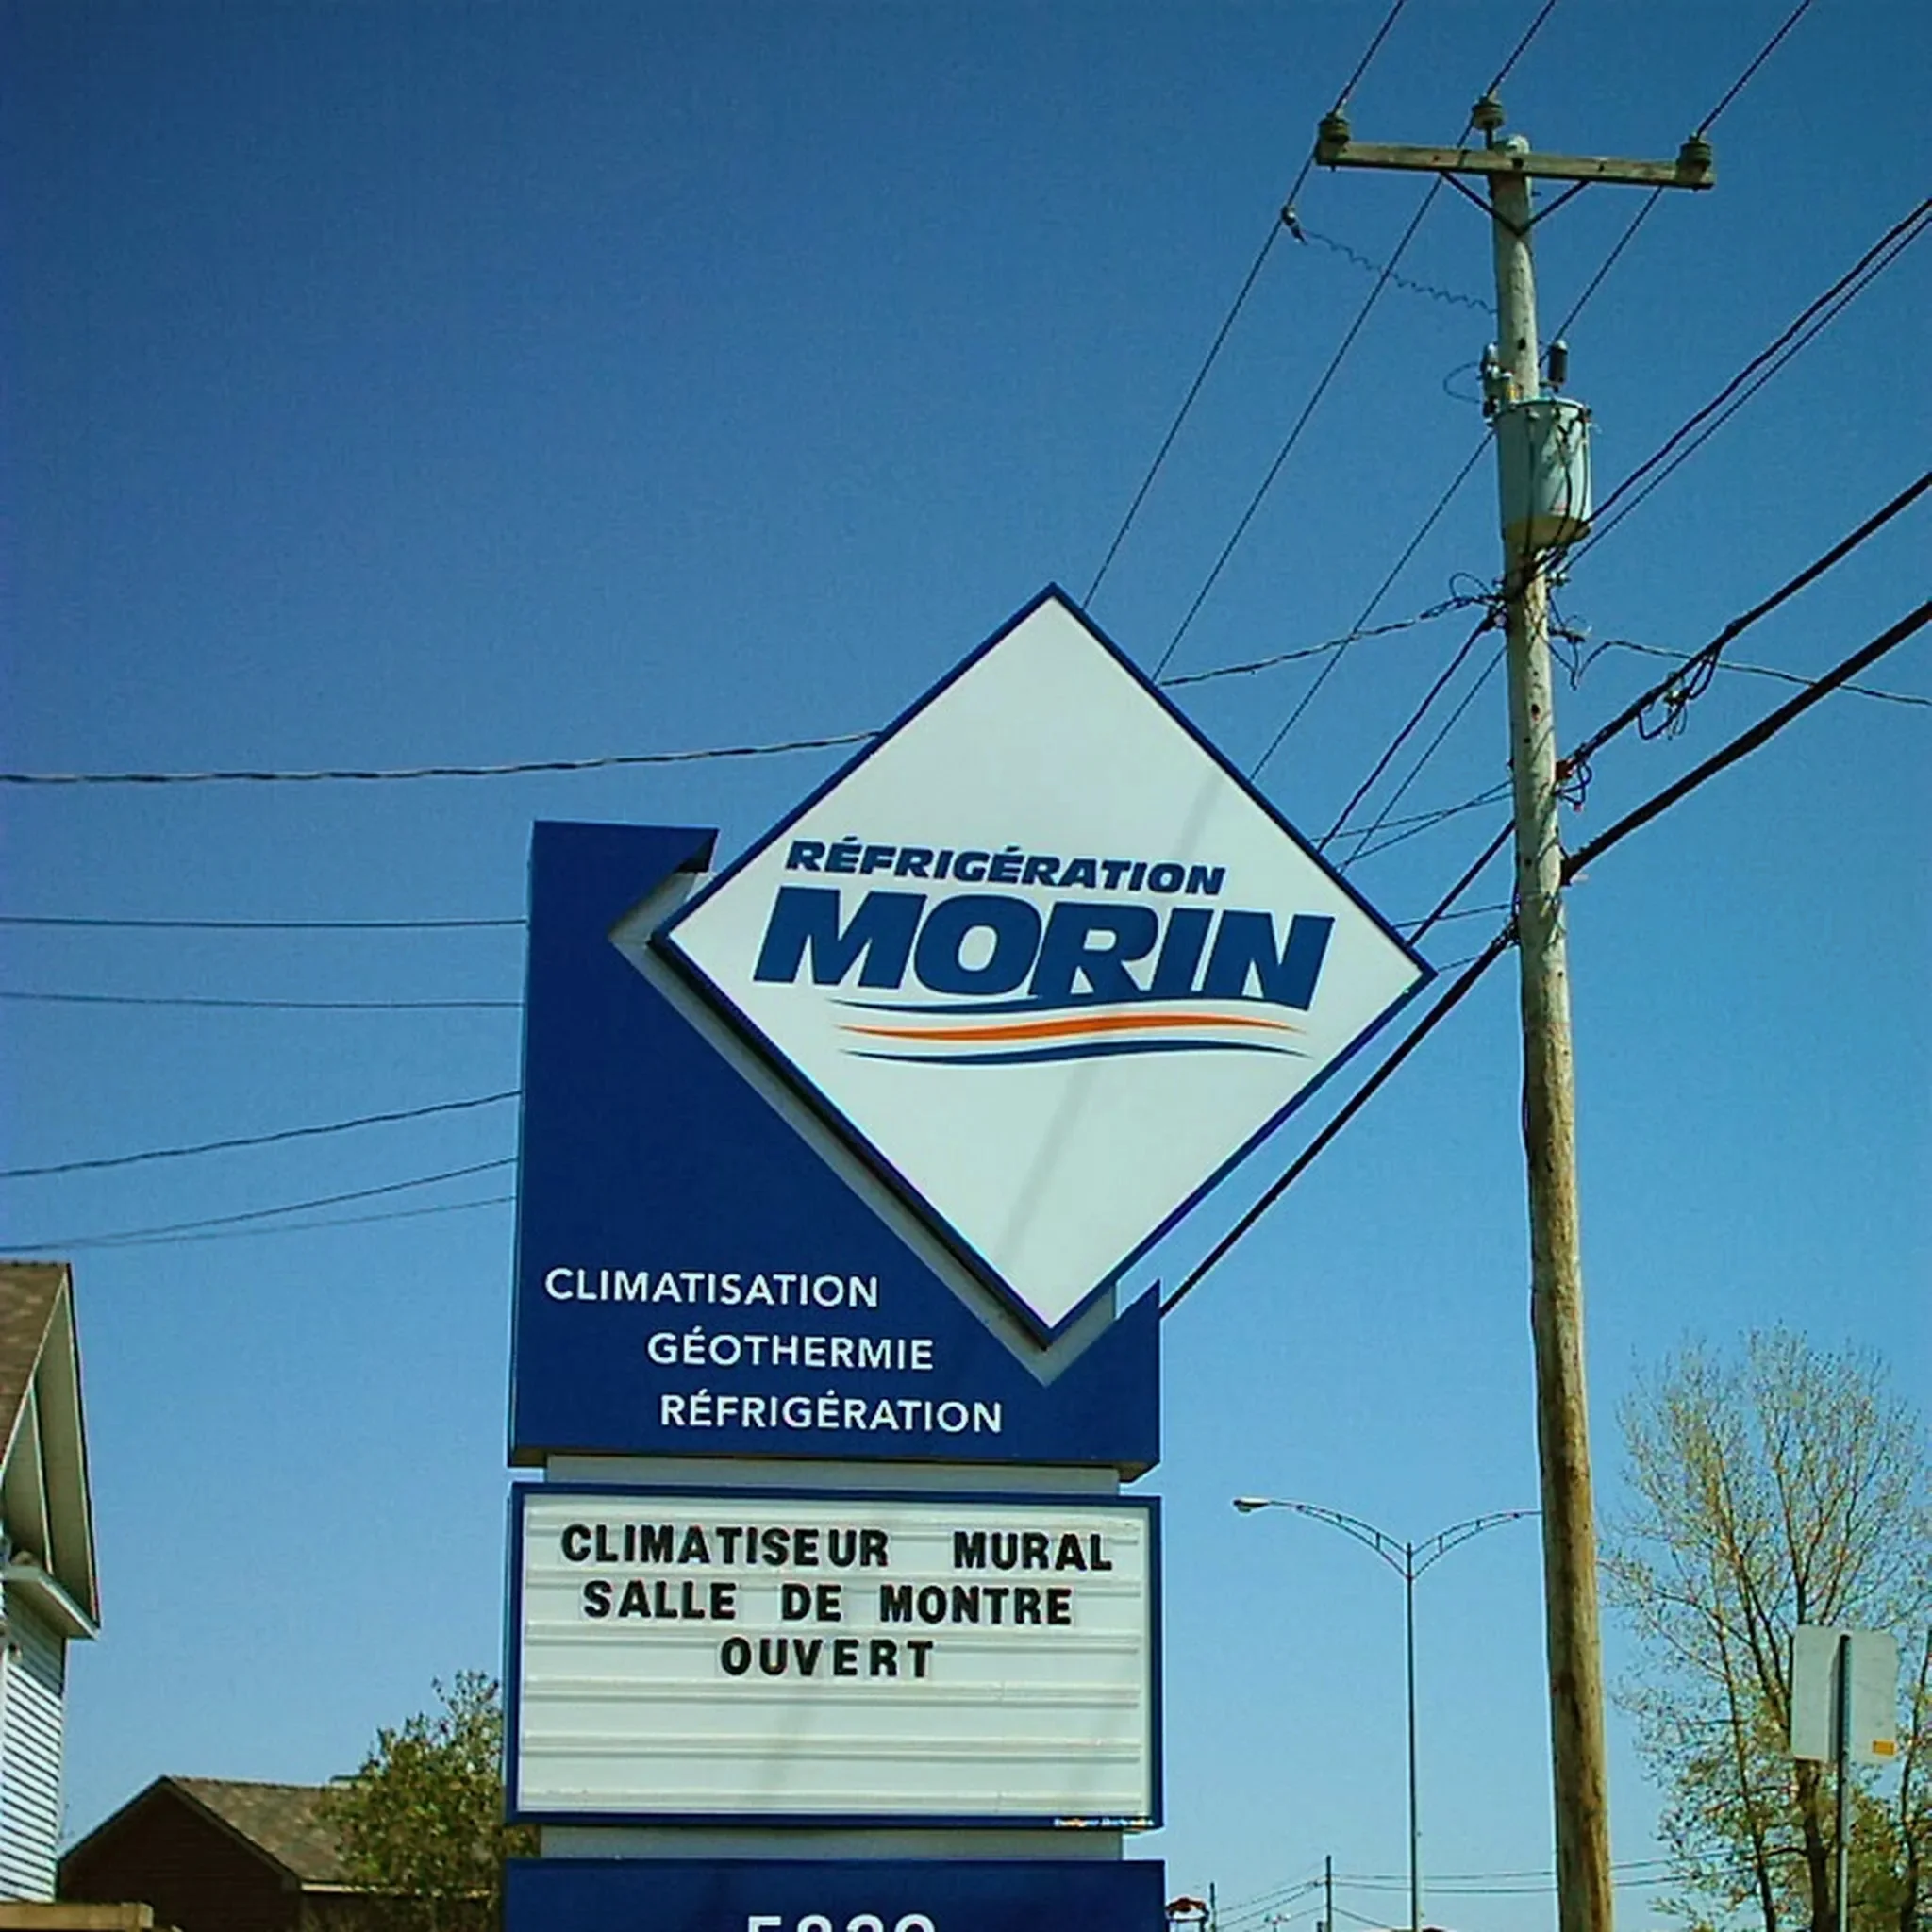 RÉFRIGÉRATION
MORIN
CLIMATISATION
GÉOTHERMIE
RÉFRIGÉRATION
CLIMATISEUR MURAL
SALLE DE MONTRE
OUVERT